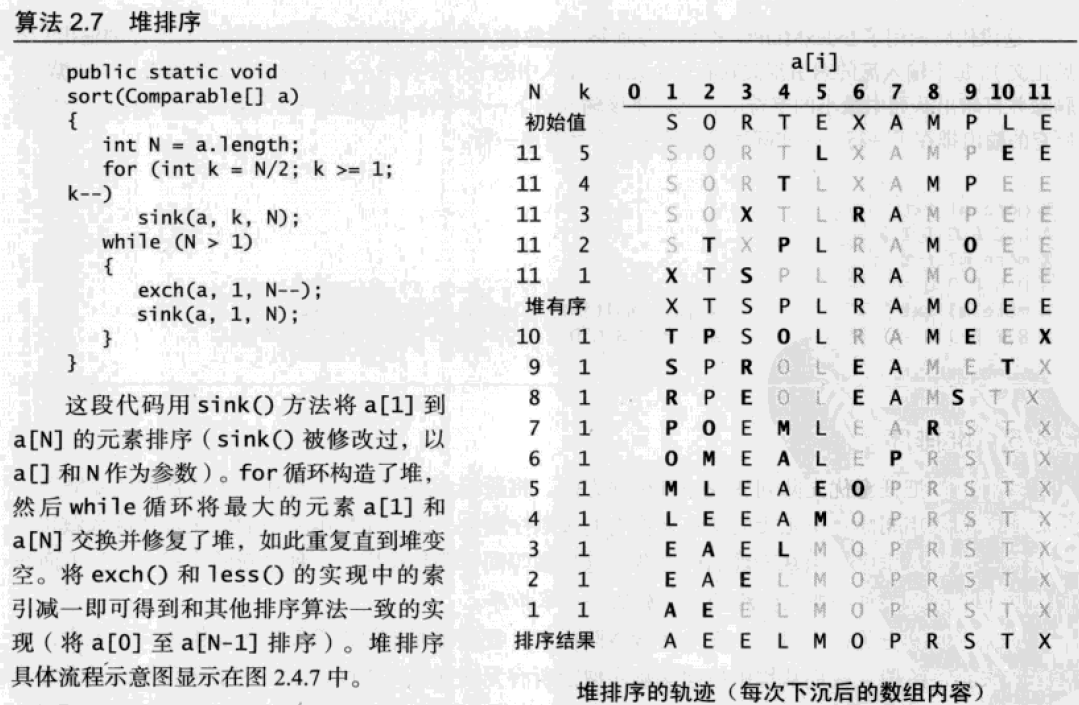 算法 2.7 堆排序
public static void
sort(Comparable[] a)
{
int N = a.length;
for (int k = N/2; k >= 1;
k--)
sink(a, k, N);
while (N > 1)
{
exch(a, 1, N--);
sink(a, 1, N);
}
}
这段代码用 sink() 方法将 a[1] 到
a[N] 的元素排序（sink() 被修改过，以
a[] 和 N 作为参数）。for 循环构造了堆，
然后 while 循环将最大的元素 a[1] 和
a[N] 交换并修复了堆，如此重复直到堆变
空。将 exch() 和 less() 的实现中的索
引减一即可得到和其他排序算法一致的实
现（将 a[0] 至 a[N-1] 排序）。堆排序
具体流程示意图显示在图 2.4.7 中。
a[i]
N k 0 1 2 3 4 5 6 7 8 9 10 11
初始值 S O R T E X A M P L E
11 5 S O R T L X A M P E E
11 4 S O R T L X A M P E E
11 3 S O X T L R A M P E E
11 2 S T X P L R A M O E E
11 1 X T S P L R A M O E E
堆有序 X T S P L R A M O E E
10 1 T P S O L R A M E E X
9 1 S P R O L E A M E T X
8 1 R P E O L E A M S T X
7 1 P O E M L E A R S T X
6 1 O M E A L E P R S T X
5 1 M L E A E O P R S T X
4 1 L E E A M O P R S T X
3 1 E A E L M O P R S T X
2 1 E A E L M O P R S T X
1 1 A E E L M O P R S T X
排序结果 A E E L M O P R S T X
堆排序的轨迹（每次下沉后的数组内容）